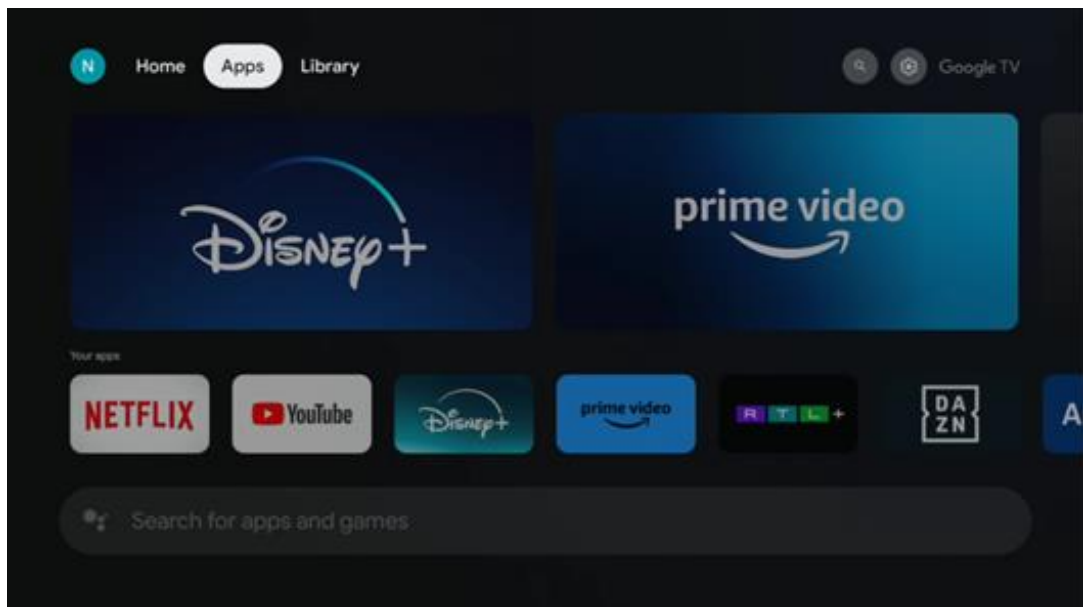 N Home Apps Library Google TV
Disney+
prime video
Your apps
NETFLIX YouTube Disney+ prime video RTL+ DAZN A
Search for apps and games